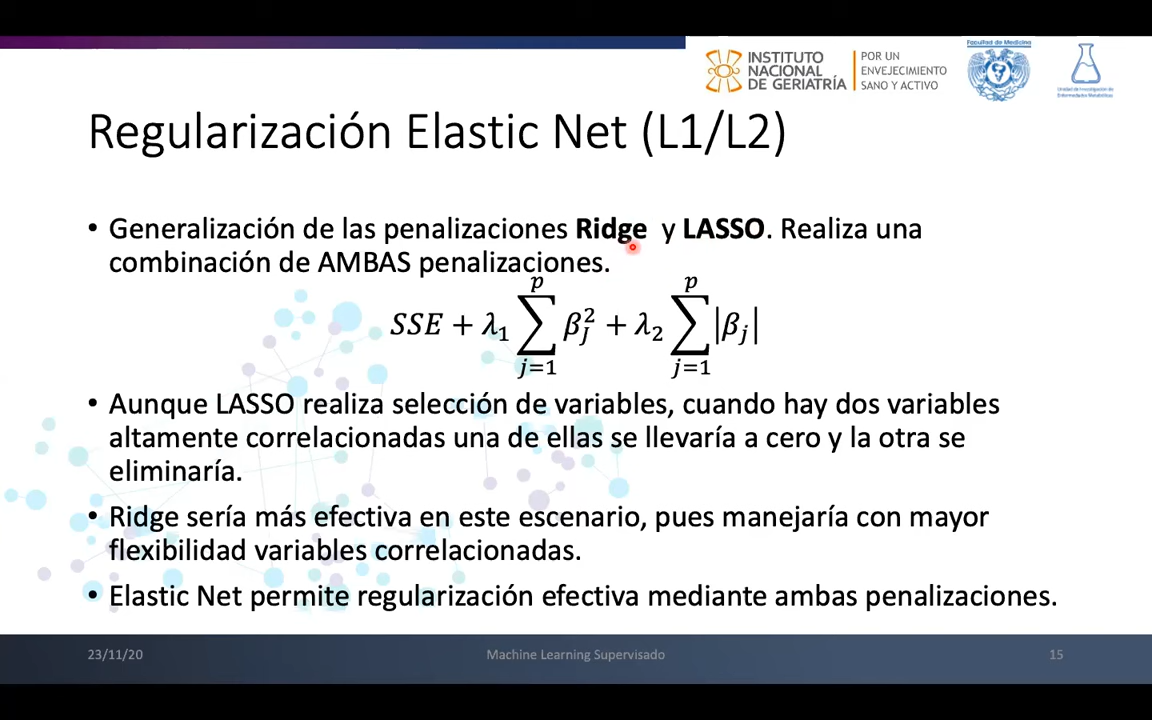 INSTITUTO
NACIONAL
DE GERIATRÍA
POR UN
ENVEJECIMIENTO
SANO Y ACTIVO
Facultad de Medicina
Unidad de Investigación de
Enfermedades Metabólicas
Regularización Elastic Net (L1/L2)
• Generalización de las penalizaciones Ridge y LASSO. Realiza una
combinación de AMBAS penalizaciones.
SSE + λ₁ ∑_{j=1}^{p} β_j² + λ₂ ∑_{j=1}^{p} |β_j|
• Aunque LASSO realiza selección de variables, cuando hay dos variables
altamente correlacionadas una de ellas se llevaría a cero y la otra se
eliminaría.
• Ridge sería más efectiva en este escenario, pues manejaría con mayor
flexibilidad variables correlacionadas.
• Elastic Net permite regularización efectiva mediante ambas penalizaciones.
23/11/20
Machine Learning Supervisado
15